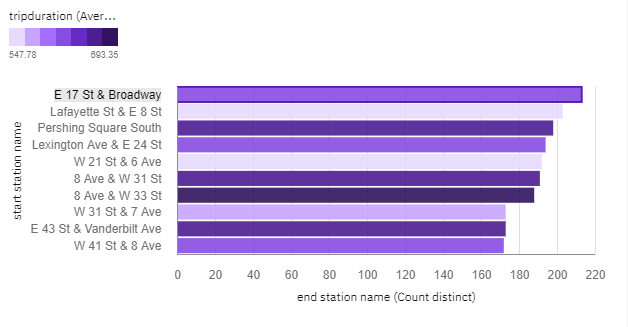 tripduration (Aver...
547.78 893.35
start station name
E 17 St & Broadway
Lafayette St & E 8 St
Pershing Square South
Lexington Ave & E 24 St
W 21 St & 6 Ave
8 Ave & W 31 St
8 Ave & W 33 St
W 31 St & 7 Ave
E 43 St & Vanderbilt Ave
W 41 St & 8 Ave
0 20 40 60 80 100 120 140 160 180 200 220
end station name (Count distinct)